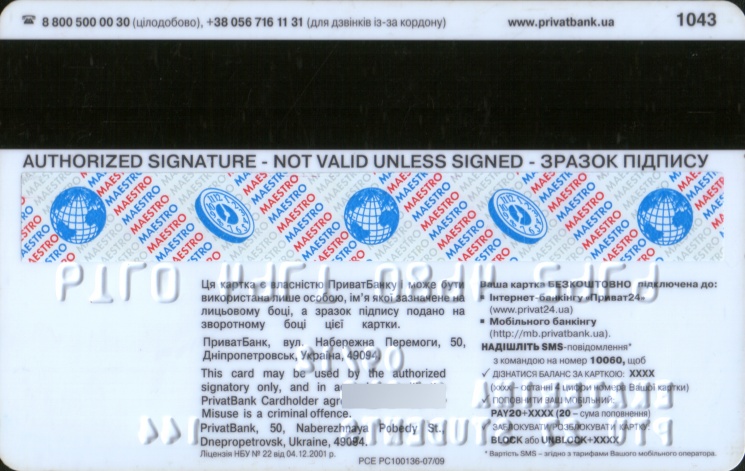 ☎ 8 800 500 00 30 (цілодобово), +38 056 716 11 31 (для дзвінків із-за кордону) www.privatbank.ua 1043
AUTHORIZED SIGNATURE - NOT VALID UNLESS SIGNED - ЗРАЗОК ПІДПИСУ
MAESTRO MAESTRO MAESTRO MAESTRO MAESTRO
Ця картка є власністю ПриватБанку і може бути
використана лише особою, ім’я якої зазначене на
лицьовому боці, а зразок підпису подано на
зворотному боці цієї картки.
ПриватБанк, вул. Набережна Перемоги, 50,
Дніпропетровськ, Україна, 49094.
This card may be used by the authorized
signatory only, and in
PrivatBank Cardholder
Misuse is a criminal offence.
PrivatBank, 50, Naberezhnaya Pobedy St.,
Dnepropetrovsk, Ukraine, 49094.
Ліцензія НБУ № 22 від 04.12.2001 р.
PCE PC100136-07/09
Ваша картка БЕЗКОШТОВНО підключена до:
▪ Інтернет-банкінгу «Приват24»
(www.privat24.ua)
▪ Мобільного банкінгу
(http://mb.privatbank.ua).
НАДІШЛІТЬ SMS-повідомлення*
з командою на номер 10060, щоб
✓ ДІЗНАТИСЯ БАЛАНС ЗА КАРТКОЮ: XXXX
(xxxx – останні 4 цифри номера Вашої картки)
✓ ПОПОВНИТИ ВАШ МОБІЛЬНИЙ:
PAY20+XXXX (20 – сума поповнення)
✓ ЗАБЛОКУВАТИ/РОЗБЛОКУВАТИ КАРТКУ:
BLOCK або UNBLOCK+XXXX.
* Вартість SMS – згідно з тарифами Вашого мобільного оператора.